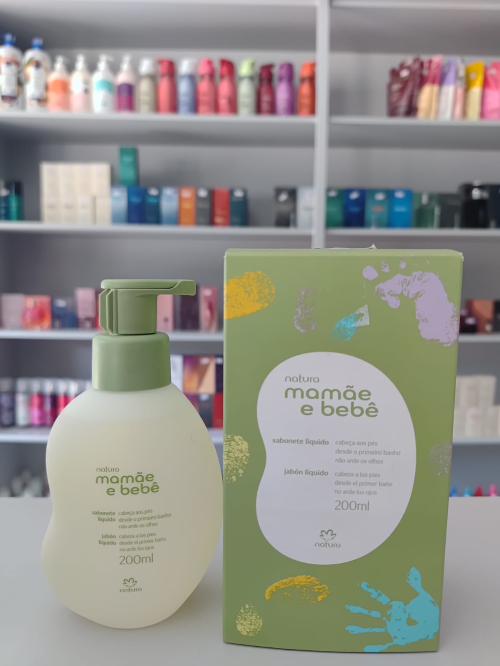 natura
mamãe
e bebê
sabonete líquido
cabeça aos pés
desde o primeiro banho
não arde os olhos
jabón líquido
cabeza a los pies
desde el primer baño
no arde los ojos
200ml
natura
natura
mamãe
e bebê
sabonete
líquido
cabeça aos pés
desde o primeiro banho
não arde os olhos
jabón
líquido
cabeza a los pies
desde el primer baño
no arde los ojos
200ml
natura